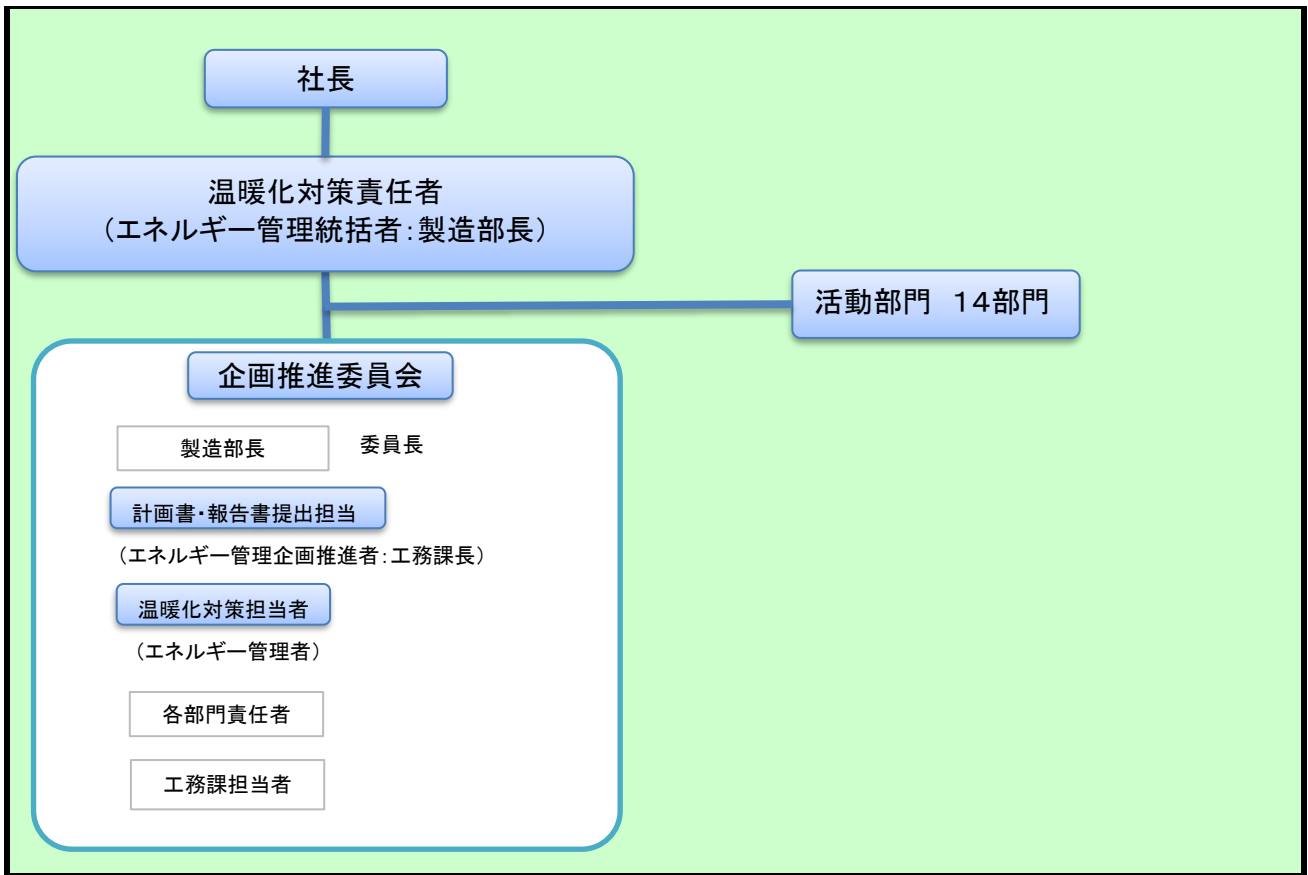 社長
温暖化対策責任者
（エネルギー管理統括者：製造部長）
活動部門　１４部門
企画推進委員会
製造部長　委員長
計画書・報告書提出担当
（エネルギー管理企画推進者：工務課長）
温暖化対策担当者
（エネルギー管理者）
各部門責任者
工務課担当者